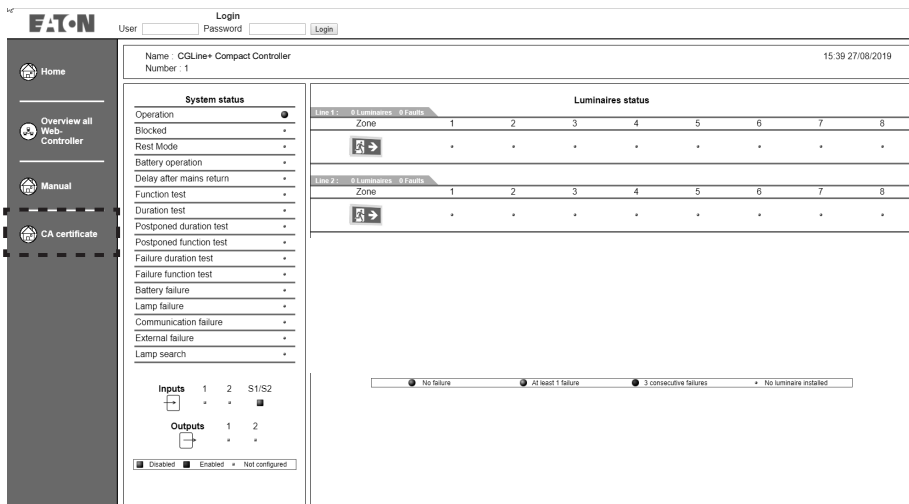 EATON
Login
User Password Login
Home
Overview all
Web-
Controller
Manual
CA certificate
Name : CGLine+ Compact Controller
Number : 1
15:39 27/08/2019
System status
Operation
Blocked
Rest Mode
Battery operation
Delay after mains return
Function test
Duration test
Postponed duration test
Postponed function test
Failure duration test
Failure function test
Battery failure
Lamp failure
Communication failure
External failure
Lamp search
Inputs 1 2 S1/S2
Outputs 1 2
Disabled Enabled Not configured
Luminaires status
Line 1 : 0 Luminaires 0 Faults
Zone 1 2 3 4 5 6 7 8
Line 2 : 0 Luminaires 0 Faults
Zone 1 2 3 4 5 6 7 8
No failure At least 1 failure 3 consecutive failures No luminaire installed